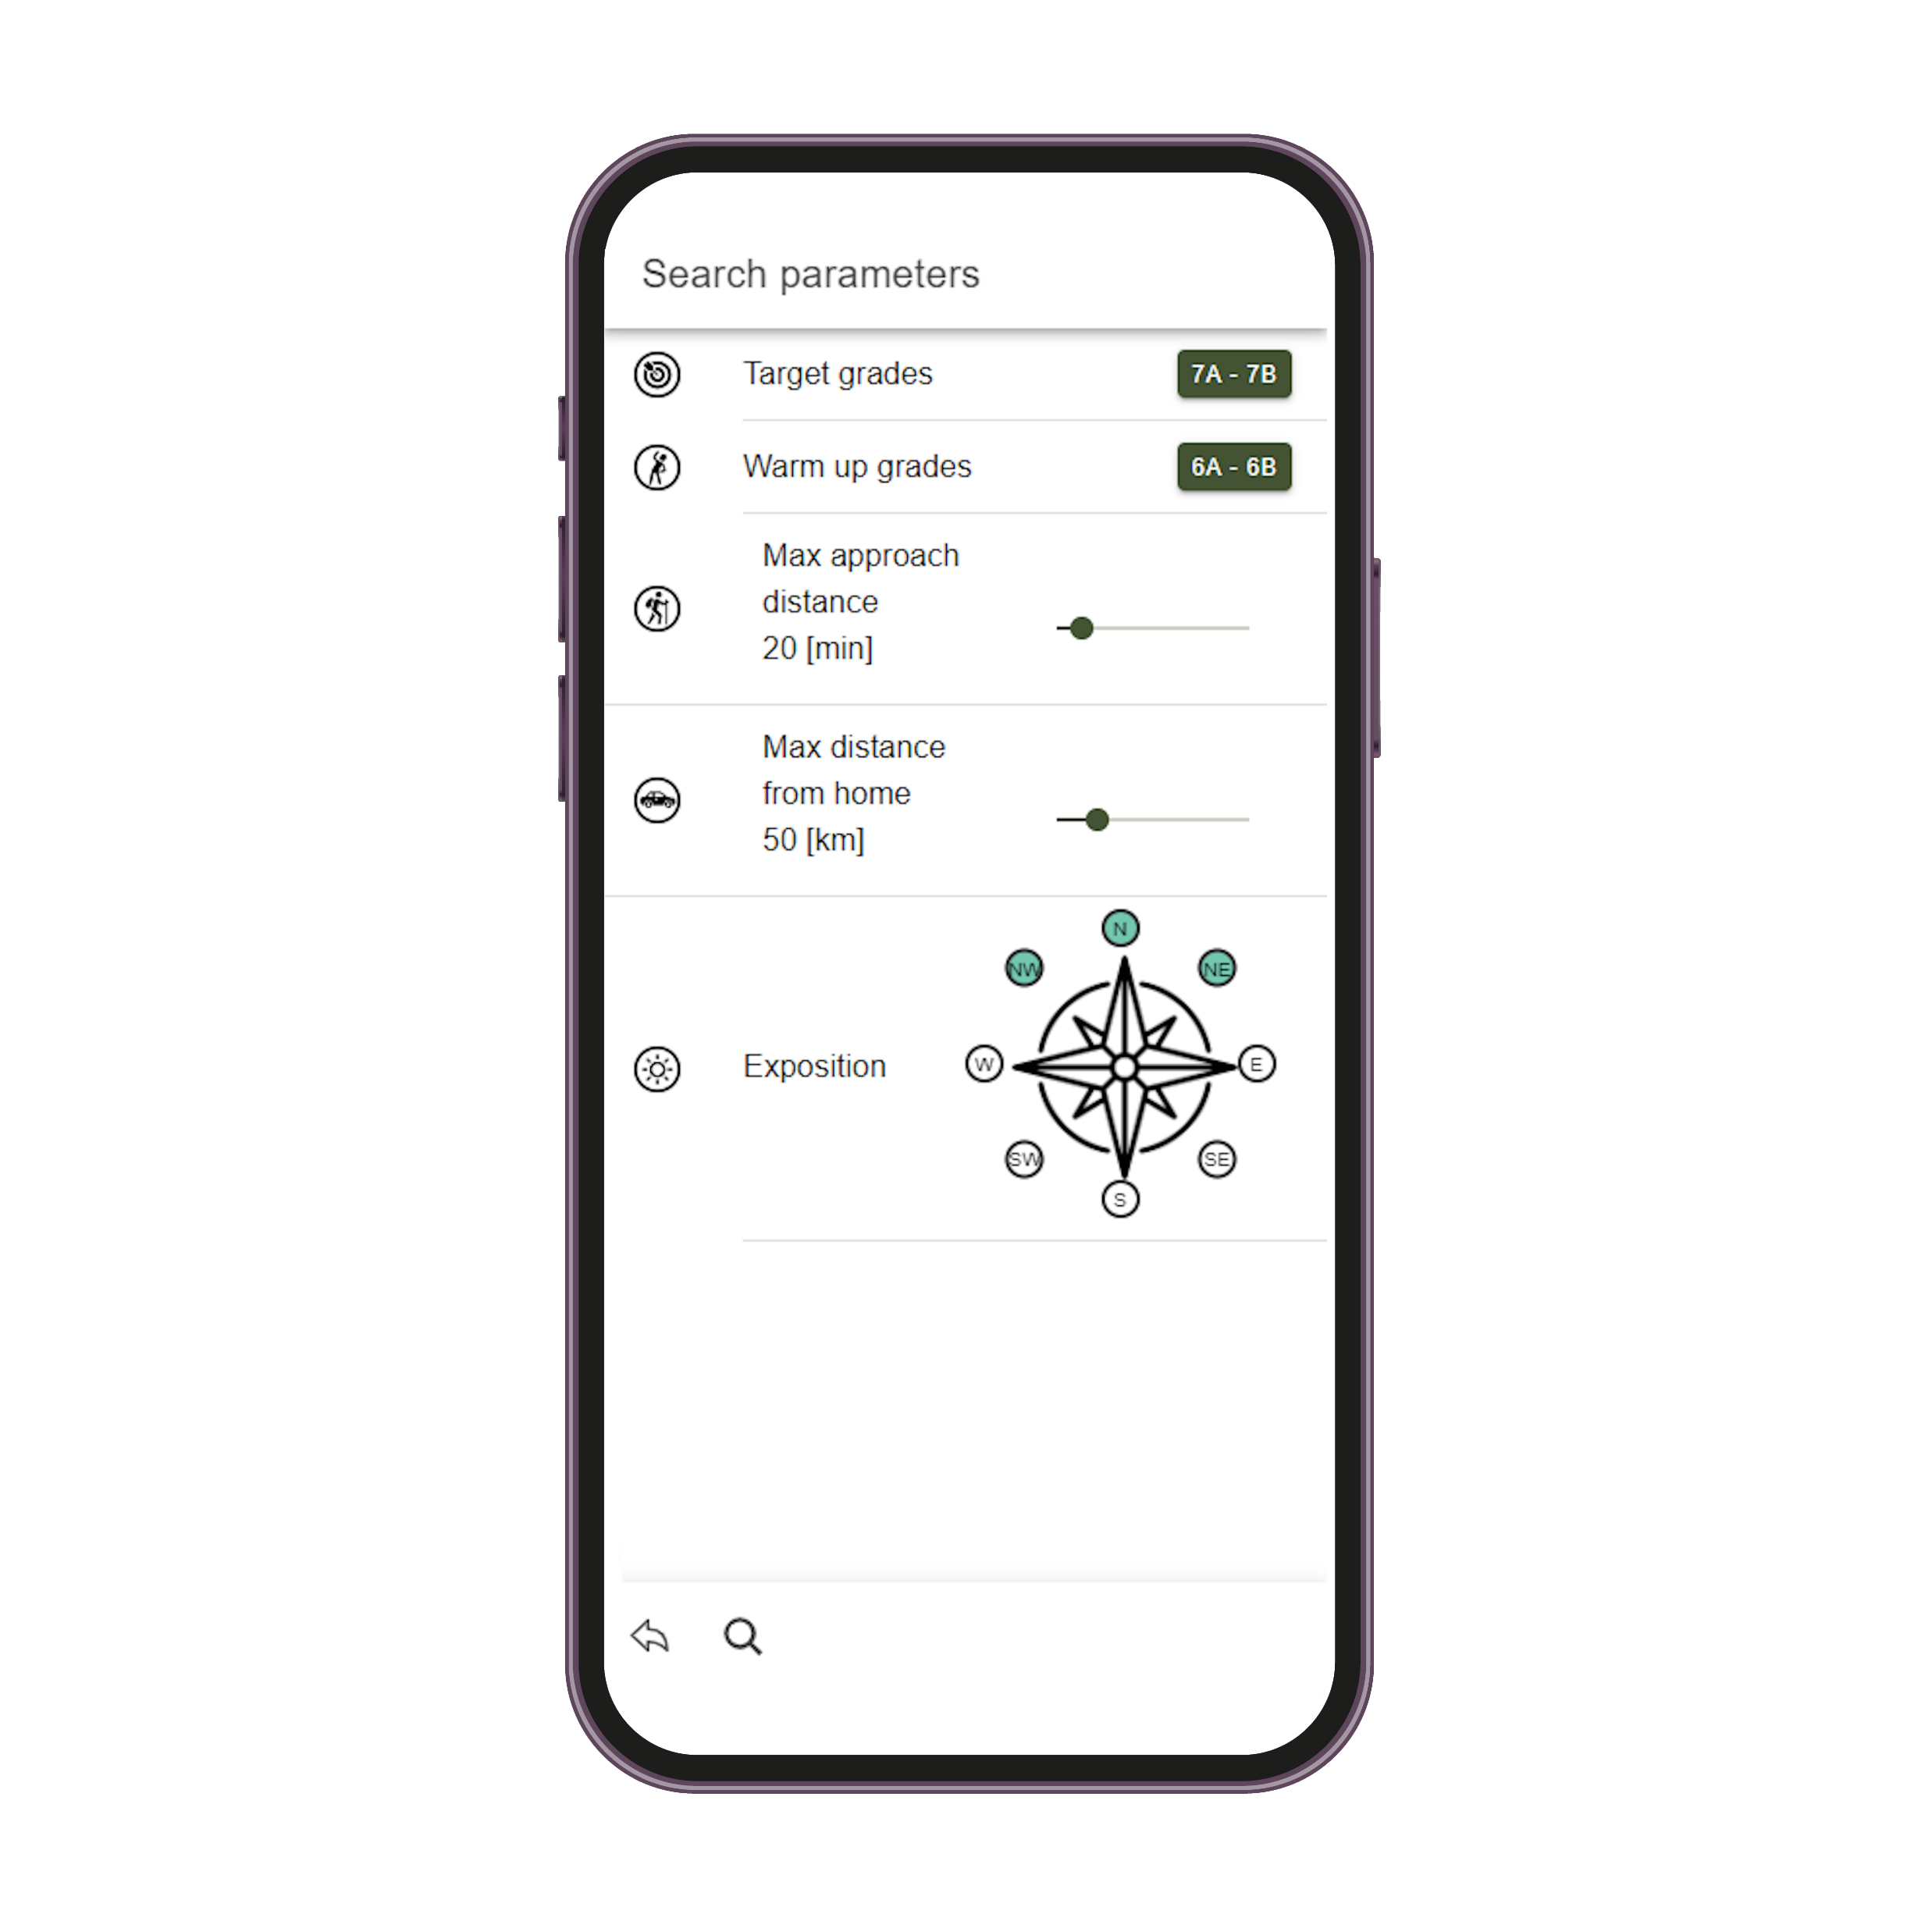 Search parameters
Target grades
7A - 7B
Warm up grades
6A - 6B
Max approach
distance
20 [min]
Max distance
from home
50 [km]
N
NW
NE
Exposition
W
E
SW
SE
S